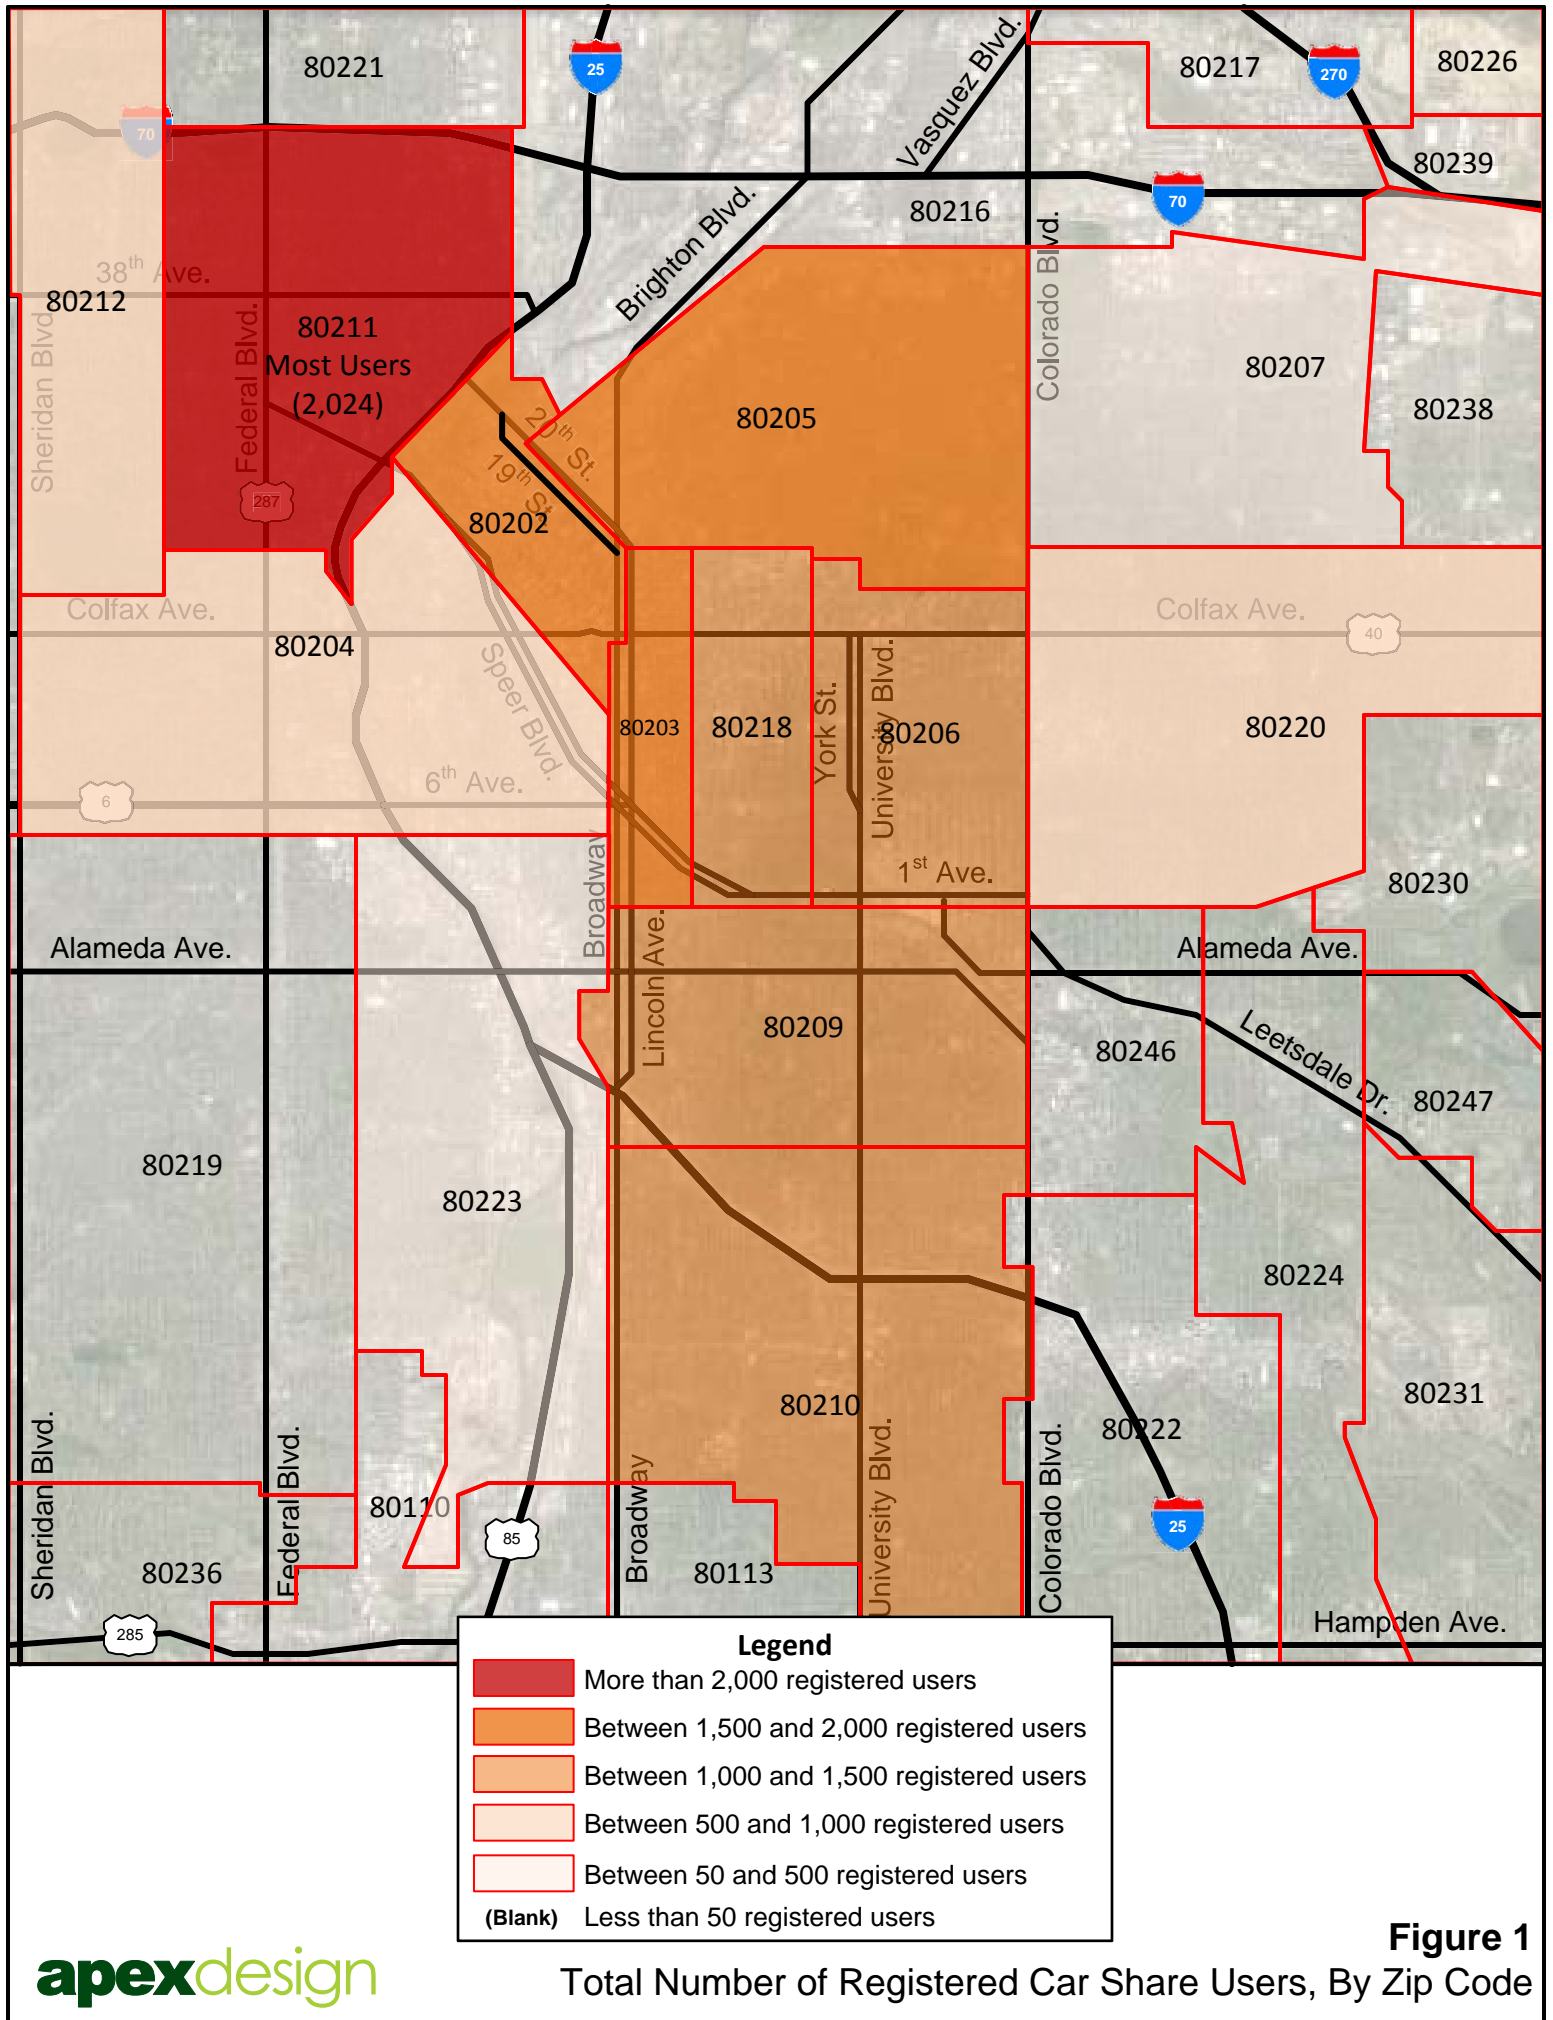 80221
25
Vasquez Blvd.
80217
270
80226
70
80239
80216
70
Brighton Blvd.
38th Ave.
80212
Sheridan Blvd.
Federal Blvd.
80211
Most Users
(2,024)
287
Colorado Blvd.
80207
80238
80205
20th St.
19th St.
80202
Colfax Ave.
Colfax Ave.
40
80204
Speer Blvd.
80203
80218
York St.
University Blvd.
80206
80220
6th Ave.
6
Broadway
1st Ave.
80230
Alameda Ave.
Alameda Ave.
Lincoln Ave.
80209
80246
Leetsdale Dr.
80247
80219
80223
80224
80210
80222
80231
Sheridan Blvd.
Federal Blvd.
80110
85
Broadway
University Blvd.
Colorado Blvd.
25
80236
80113
285
Hampden Ave.
Legend
More than 2,000 registered users
Between 1,500 and 2,000 registered users
Between 1,000 and 1,500 registered users
Between 500 and 1,000 registered users
Between 50 and 500 registered users
(Blank) Less than 50 registered users
Figure 1
apexdesign
Total Number of Registered Car Share Users, By Zip Code